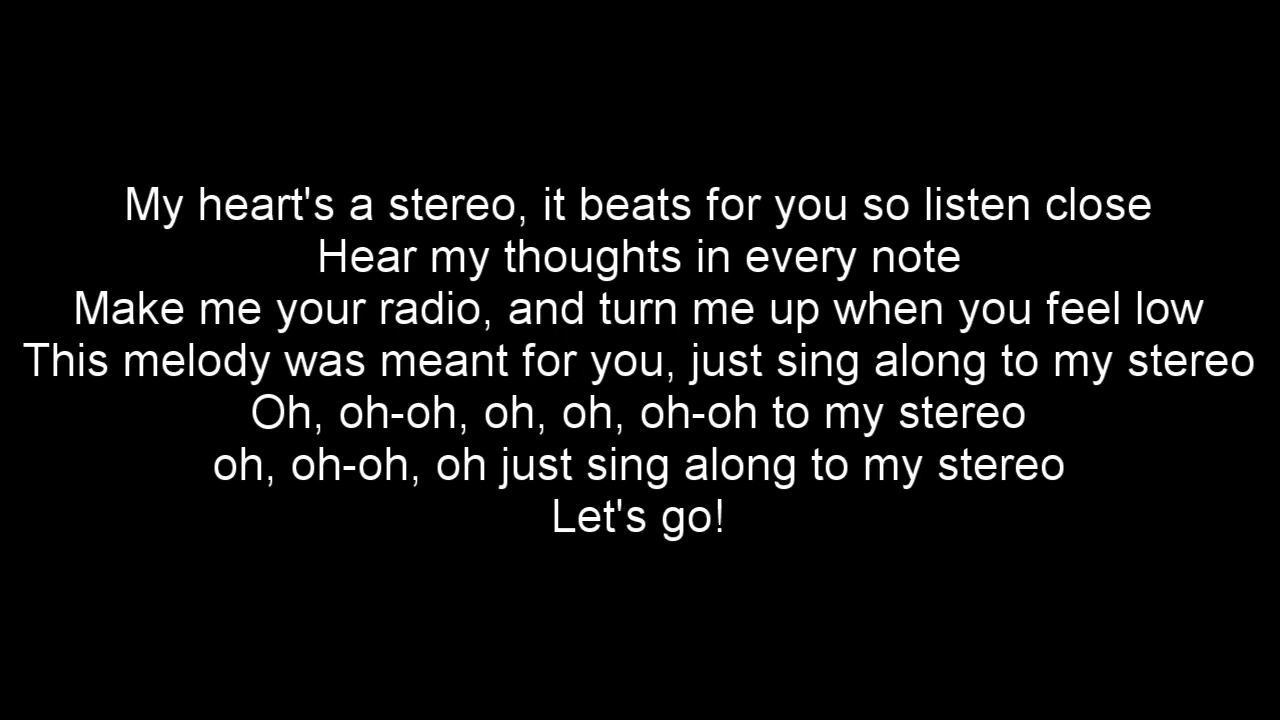 My heart's a stereo, it beats for you so listen close
Hear my thoughts in every note
Make me your radio, and turn me up when you feel low
This melody was meant for you, just sing along to my stereo
Oh, oh-oh, oh, oh, oh-oh to my stereo
oh, oh-oh, oh just sing along to my stereo
Let's go!